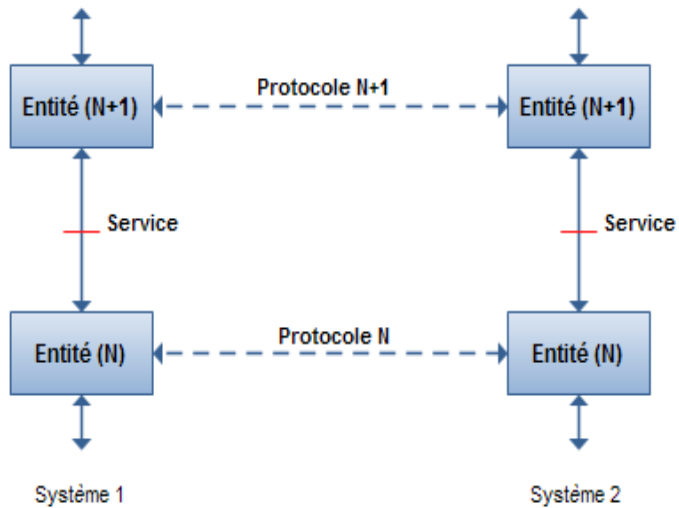 Entité (N+1)
Protocole N+1
Entité (N+1)
Service
Service
Entité (N)
Protocole N
Entité (N)
Système 1
Système 2